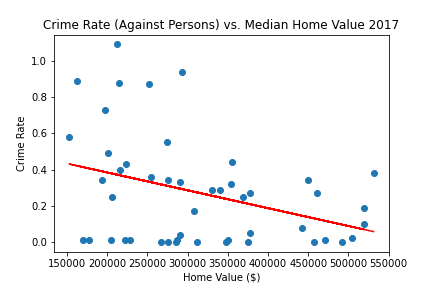 Crime Rate (Against Persons) vs. Median Home Value 2017
Crime Rate
1.0
0.8
0.6
0.4
0.2
0.0
150000 200000 250000 300000 350000 400000 450000 500000 550000
Home Value ($)